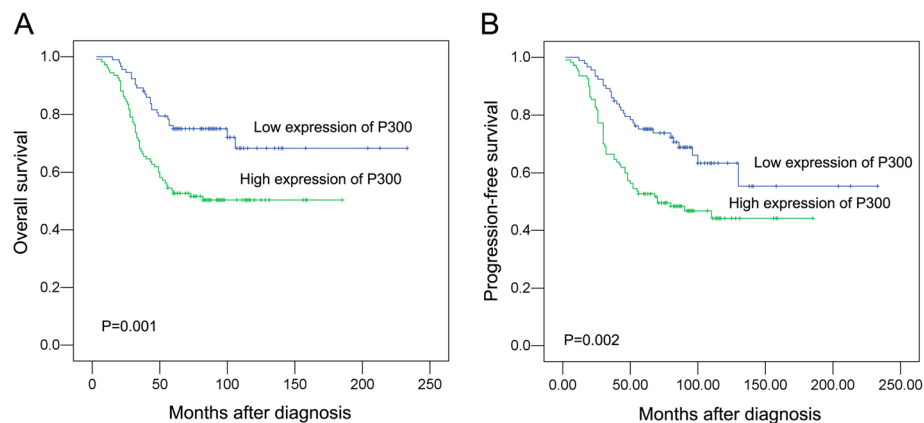 A
Overall survival
1.0
0.8
0.6
0.4
0.2
0.0
Low expression of P300
High expression of P300
P=0.001
0 50 100 150 200 250
Months after diagnosis
B
Progression-free survival
1.0
0.8
0.6
0.4
0.2
0.0
Low expression of P300
High expression of P300
P=0.002
0.00 50.00 100.00 150.00 200.00 250.00
Months after diagnosis